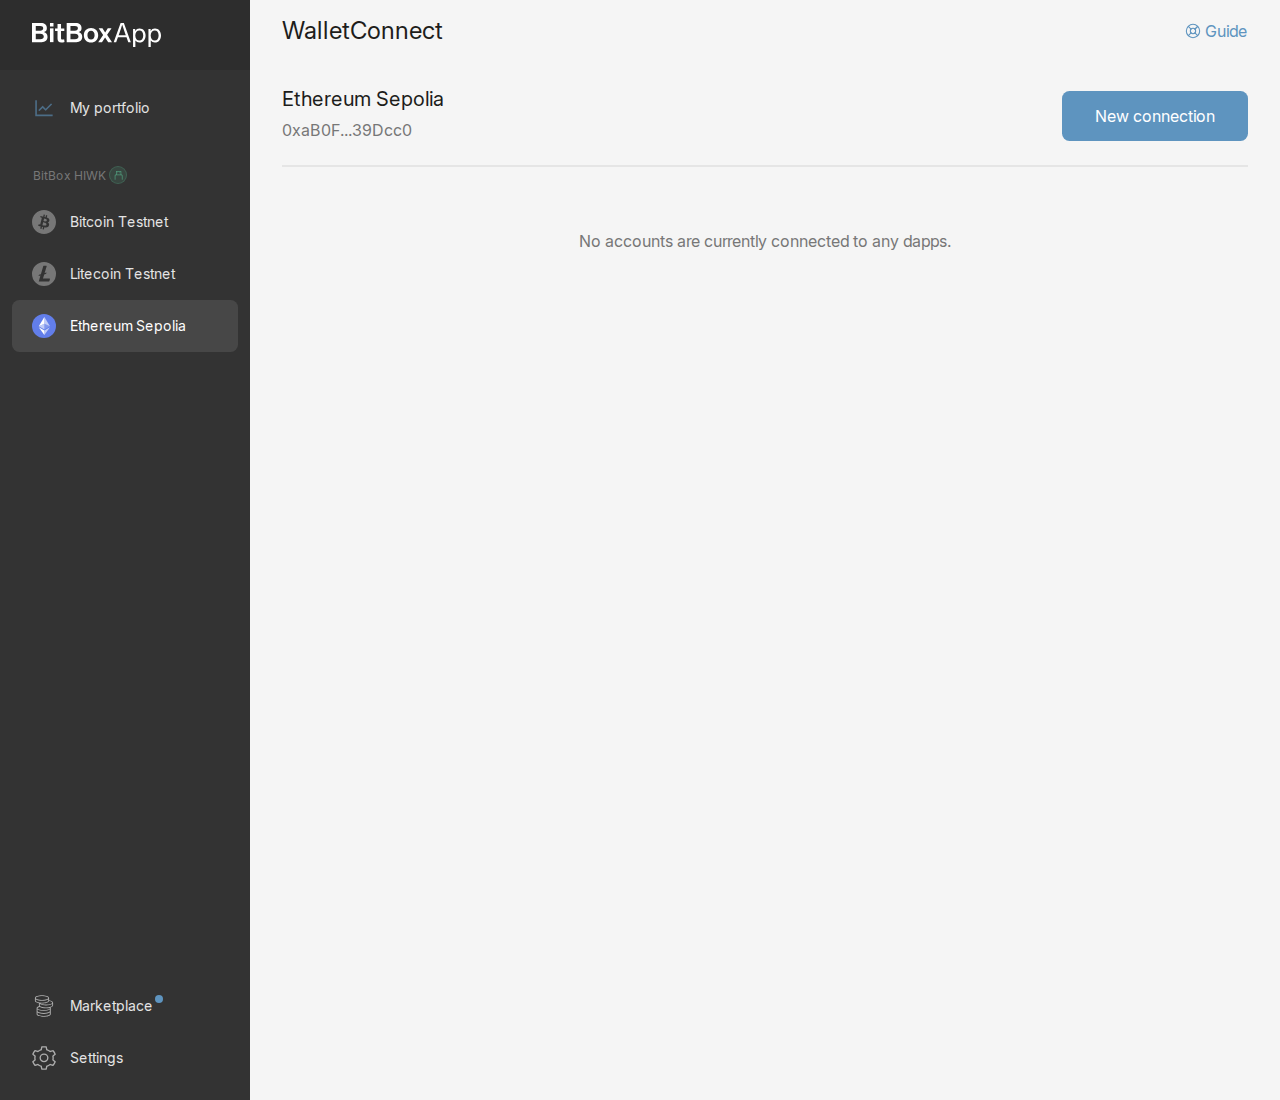 BitBoxApp
My portfolio
BitBox HIWK
Bitcoin Testnet
Litecoin Testnet
Ethereum Sepolia
Marketplace
Settings
WalletConnect
Guide
Ethereum Sepolia
0xaB0F...39Dcc0
New connection
No accounts are currently connected to any dapps.